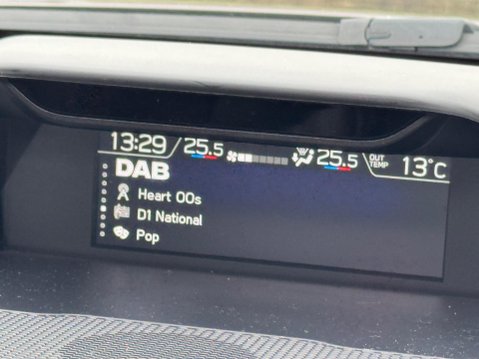 13:29 25.5 25.5 OUT TEMP 13°C
DAB
Heart 00s
D1 National
Pop